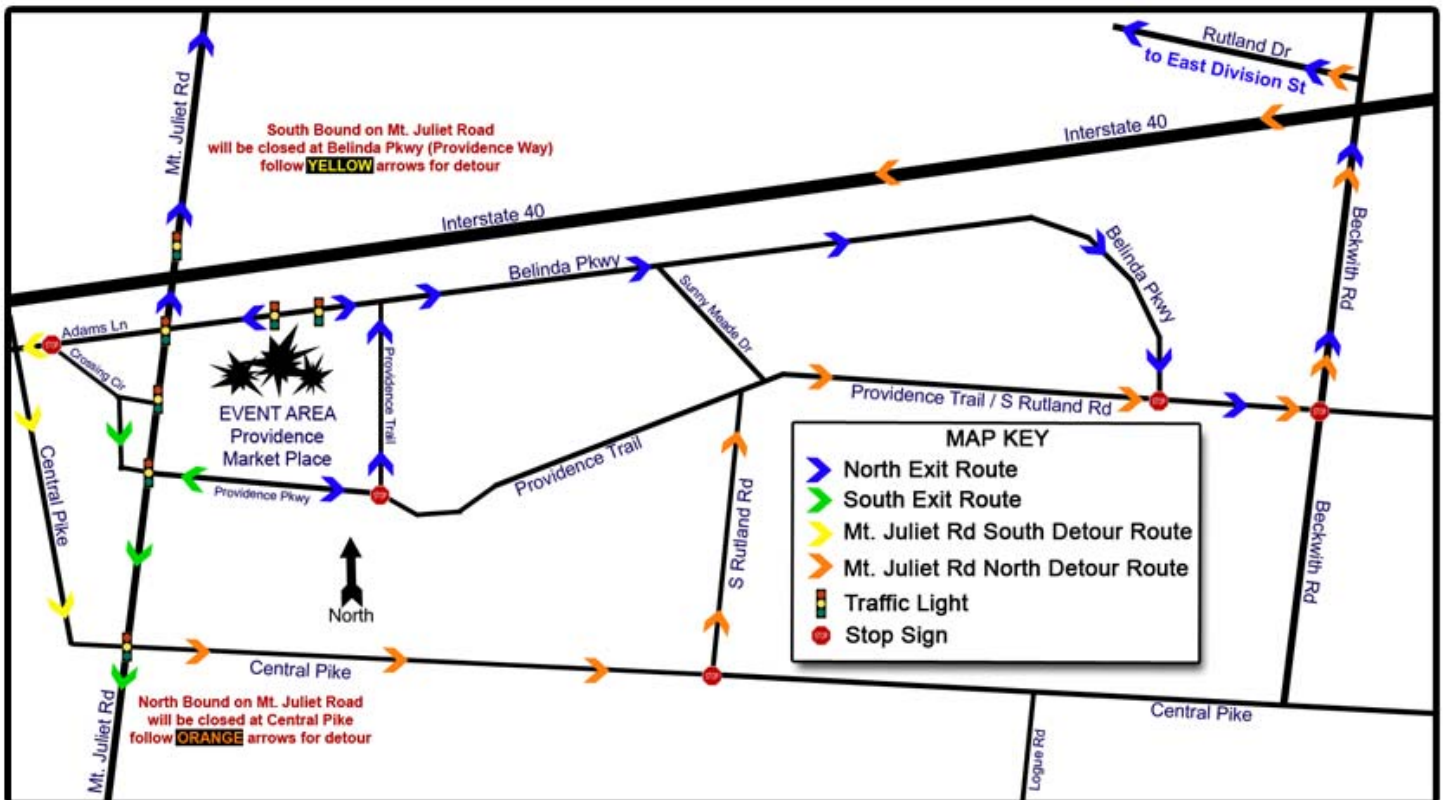 Rutland Dr
to East Division St
Mt. Juliet Rd
South Bound on Mt. Juliet Road
will be closed at Belinda Pkwy (Providence Way)
follow YELLOW arrows for detour
Interstate 40
Interstate 40
Beckwith Rd
Belinda Pkwy
Belinda Pkwy
Sunny Meade Dr
Adams Ln
STOP
Crossing Cir
Providence Trail
EVENT AREA
Providence
Market Place
Providence Trail / S Rutland Rd
STOP
STOP
Central Pike
Providence Pkwy
STOP
Providence Trail
MAP KEY
North Exit Route
South Exit Route
Mt. Juliet Rd South Detour Route
Mt. Juliet Rd North Detour Route
Traffic Light
STOP Stop Sign
S Rutland Rd
Beckwith Rd
North
Central Pike
STOP
Central Pike
Mt. Juliet Rd
North Bound on Mt. Juliet Road
will be closed at Central Pike
follow ORANGE arrows for detour
Logue Rd